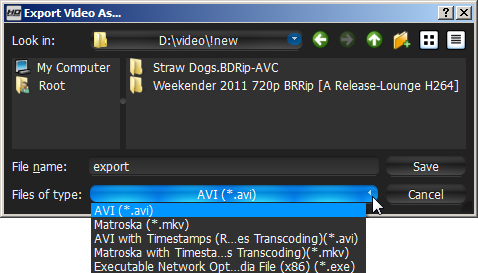 HD Export Video As...
Look in: D:\video\!new
My Computer
Root
Straw Dogs.BDRip-AVC
Weekender 2011 720p BRRip [A Release-Lounge H264]
File name: export Save
Files of type: AVI (*.avi) Cancel
AVI (*.avi)
Matroska (*.mkv)
AVI with Timestamps (R...es Transcoding)(*.avi)
Matroska with Timesta...s Transcoding)(*.mkv)
Executable Network Opt...dia File (x86) (*.exe)